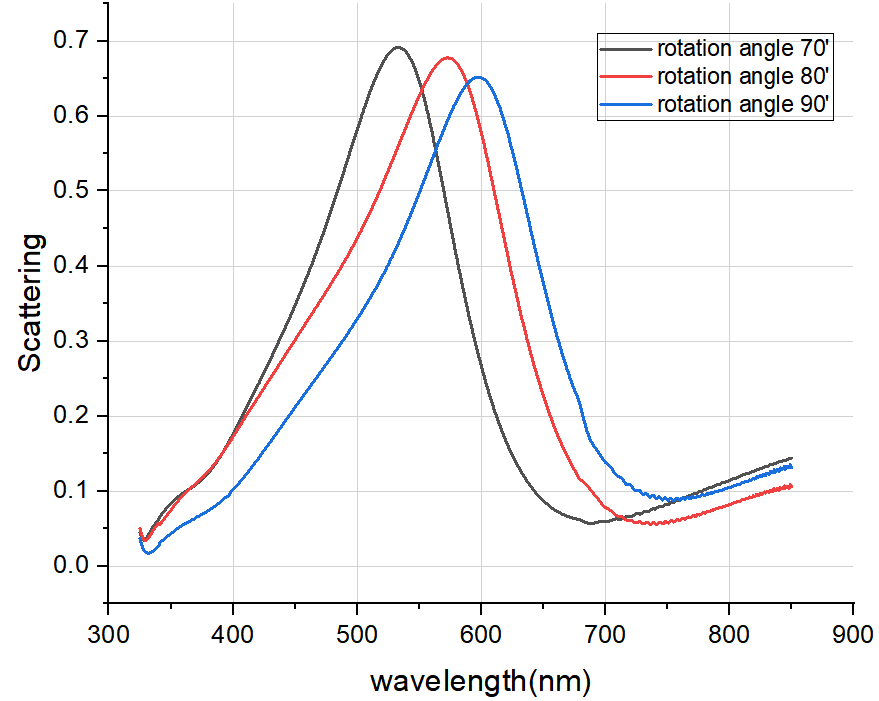 0.7
0.6
0.5
0.4
0.3
0.2
0.1
0.0
Scattering
rotation angle 70'
rotation angle 80'
rotation angle 90'
300 400 500 600 700 800 900
wavelength(nm)